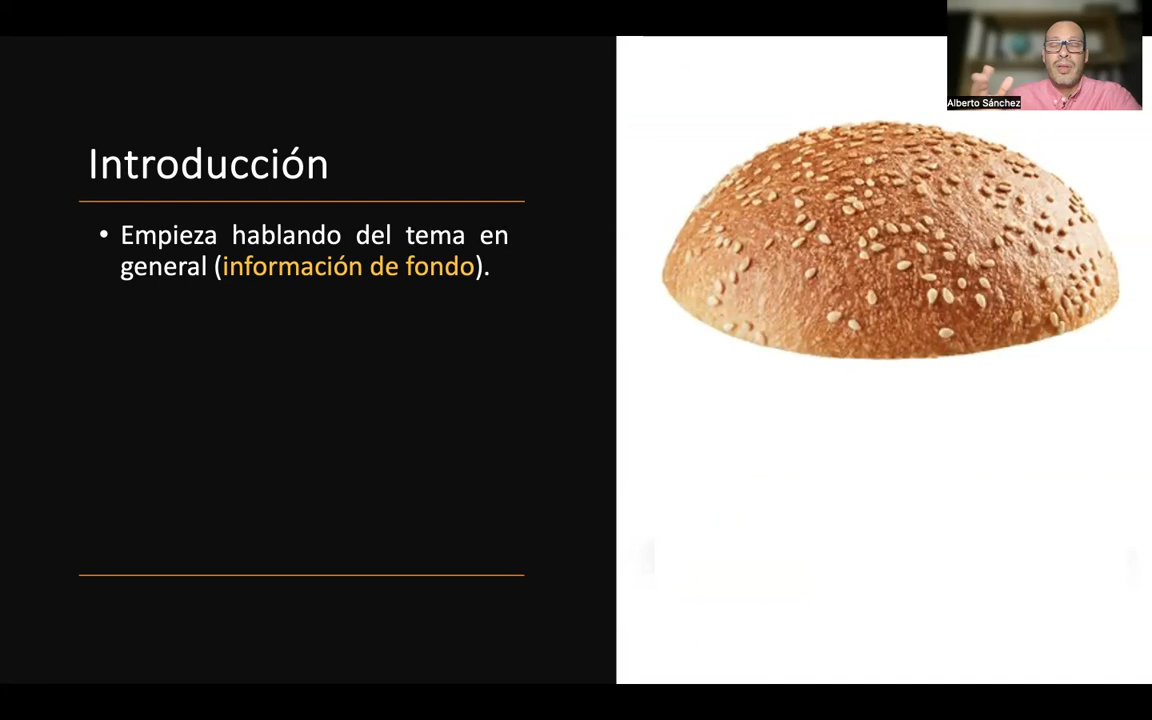 Alberto Sánchez
Introducción
• Empieza hablando del tema en
general (información de fondo).